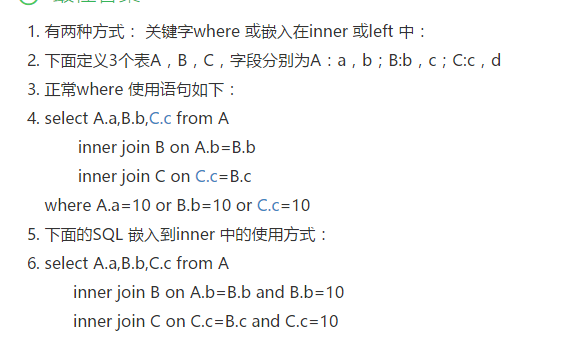 1. 有两种方式： 关键字where 或嵌入在inner 或left 中：
2. 下面定义3个表A，B，C，字段分别为A：a，b；B:b，c；C:c，d
3. 正常where 使用语句如下：
4. select A.a,B.b,C.c from A
inner join B on A.b=B.b
inner join C on C.c=B.c
where A.a=10 or B.b=10 or C.c=10
5. 下面的SQL 嵌入到inner 中的使用方式：
6. select A.a,B.b,C.c from A
inner join B on A.b=B.b and B.b=10
inner join C on C.c=B.c and C.c=10